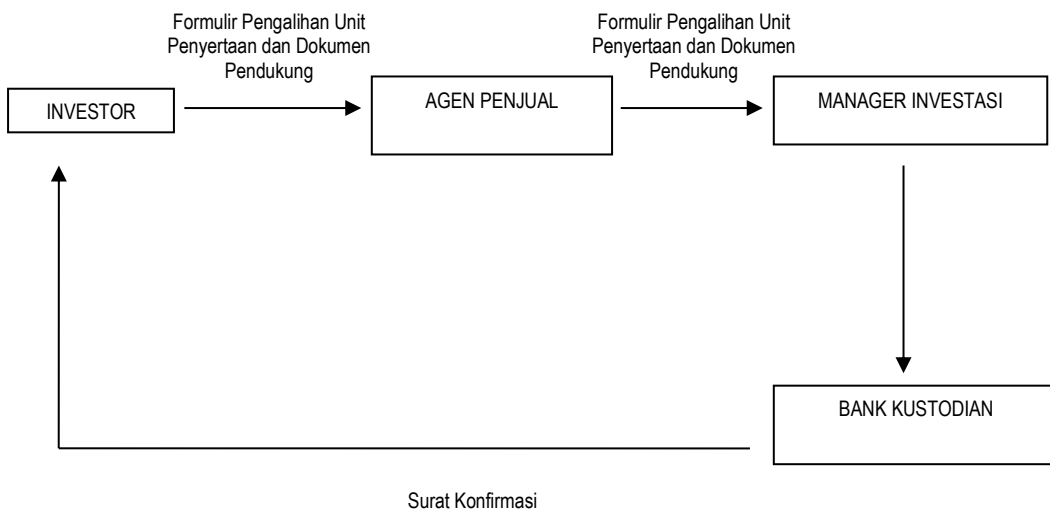 Formulir Pengalihan Unit
Penyertaan dan Dokumen
Pendukung
Formulir Pengalihan Unit
Penyertaan dan Dokumen
Pendukung
INVESTOR
AGEN PENJUAL
MANAGER INVESTASI
BANK KUSTODIAN
Surat Konfirmasi